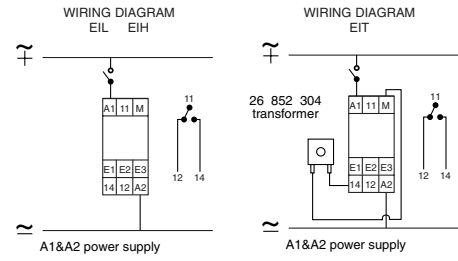 WIRING DIAGRAM
EIL EIH
A1 11 M
E1 E2 E3
14 12 A2
11
12 14
A1&A2 power supply
WIRING DIAGRAM
EIT
26 852 304
transformer
A1 11 M
E1 E2 E3
14 12 A2
11
12 14
A1&A2 power supply